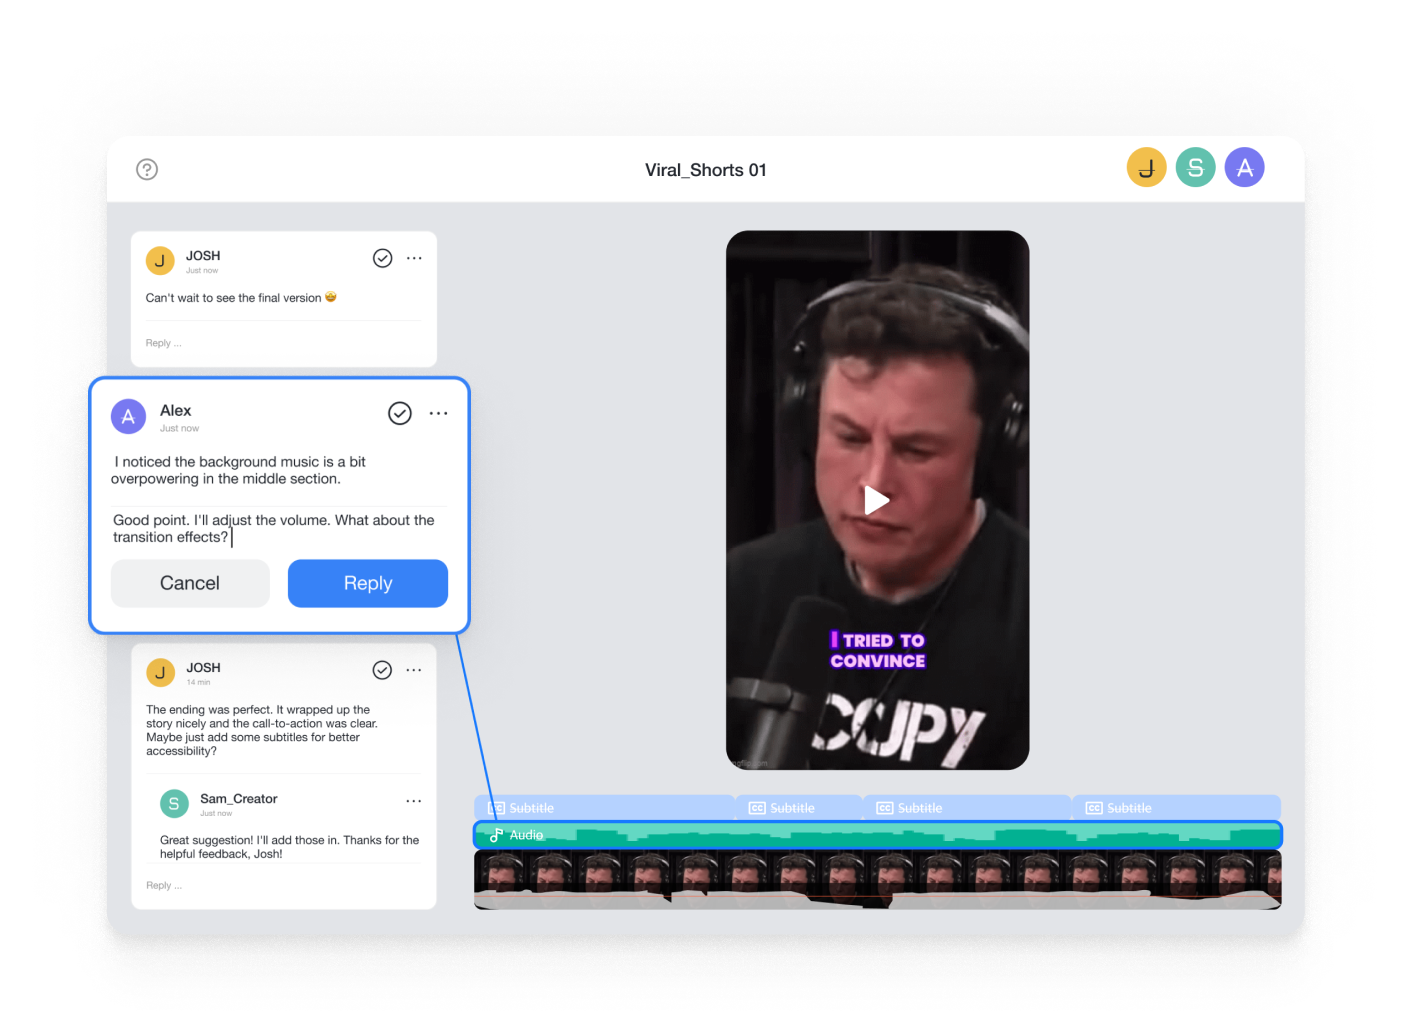 Viral_Shorts 01
J
S
A
J
JOSH
Just now
Can't wait to see the final version 🤩
Reply ...
A
Alex
Just now
I noticed the background music is a bit
overpowering in the middle section.
Good point. I'll adjust the volume. What about the
transition effects?
Cancel
Reply
J
JOSH
14 min
The ending was perfect. It wrapped up the
story nicely and the call-to-action was clear.
Maybe just add some subtitles for better
accessibility?
S
Sam_Creator
Just now
Great suggestion! I'll add those in. Thanks for the
helpful feedback, Josh!
Reply ...
I TRIED TO
CONVINCE
imgflip.com
CC Subtitle
CC Subtitle
CC Subtitle
CC Subtitle
Audio